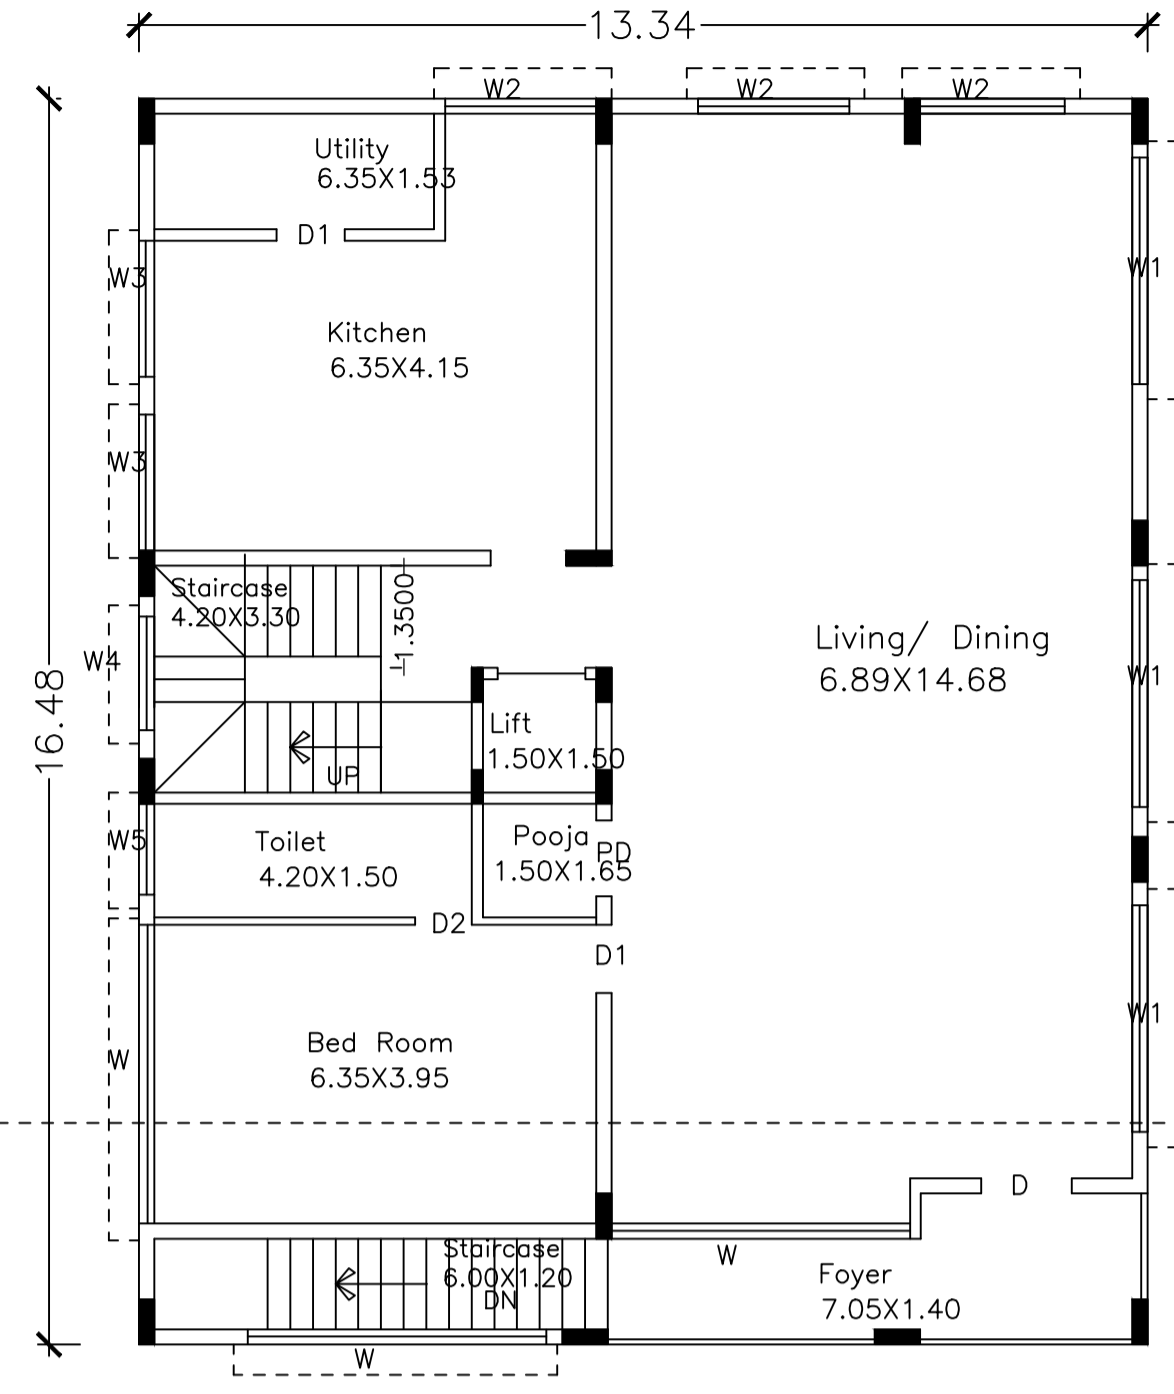 13.34
W2
W2
W2
Utility
6.35X1.53
D1
W3
W1
Kitchen
6.35X4.15
W3
Staircase
4.20X3.30
1.3500
Living/ Dining
6.89X14.68
W4
W1
16.48
Lift
1.50X1.50
UP
Toilet
4.20X1.50
W5
Pooja
1.50X1.65
PD
D2
D1
W1
Bed Room
6.35X3.95
W
D
Staircase
6.00X1.20
DN
W
Foyer
7.05X1.40
W